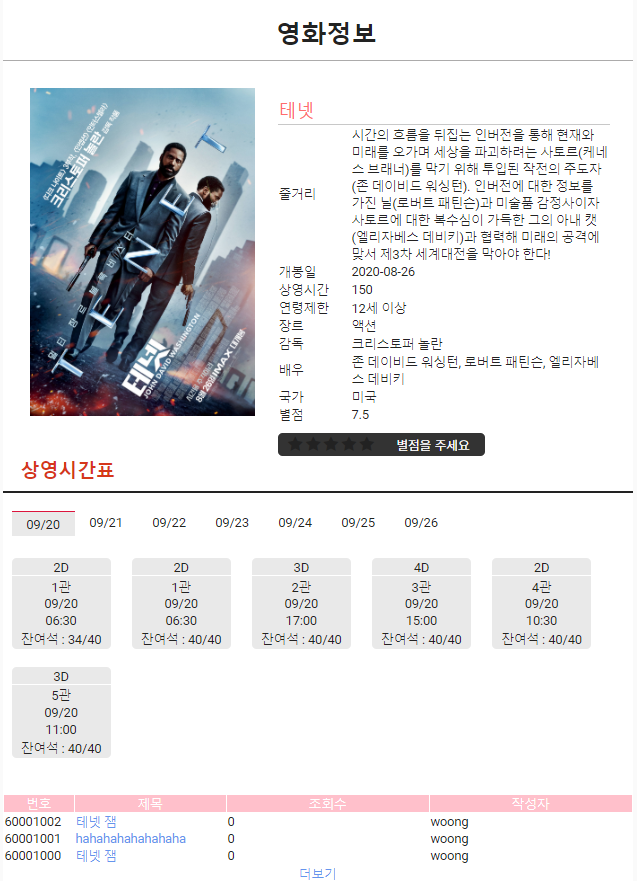 영화정보
테넷
줄거리
시간의 흐름을 뒤집는 인버전을 통해 현재와
미래를 오가며 세상을 파괴하려는 사토르(케네
스 브래너)를 막기 위해 투입된 작전의 주도자
(존 데이비드 워싱턴). 인버전에 대한 정보를
가진 닐(로버트 패틴슨)과 미술품 감정사이자
사토르에 대한 복수심이 가득한 그의 아내 캣
(엘리자베스 데비키)과 협력해 미래의 공격에
맞서 제3차 세계대전을 막아야 한다!
개봉일 2020-08-26
상영시간 150
연령제한 12세 이상
장르 액션
감독 크리스토퍼 놀란
배우 존 데이비드 워싱턴, 로버트 패틴슨, 엘리자베
스 데비키
국가 미국
별점 7.5
★★★★★ 별점을 주세요
크리스토퍼 놀란
TENET
테넷
JOHN DAVID WASHINGTON
8월 26일 IMAX 대개봉
상영시간표
09/20 09/21 09/22 09/23 09/24 09/25 09/26
2D 2D 3D 4D 2D
1관 1관 2관 3관 4관
09/20 09/20 09/20 09/20 09/20
06:30 06:30 17:00 15:00 10:30
잔여석 : 34/40 잔여석 : 40/40 잔여석 : 40/40 잔여석 : 40/40 잔여석 : 40/40
3D
5관
09/20
11:00
잔여석 : 40/40
번호 제목 조회수 작성자
60001002 테넷 잼 0 woong
60001001 hahahahahahaha 0 woong
60001000 테넷 잼 0 woong
더보기